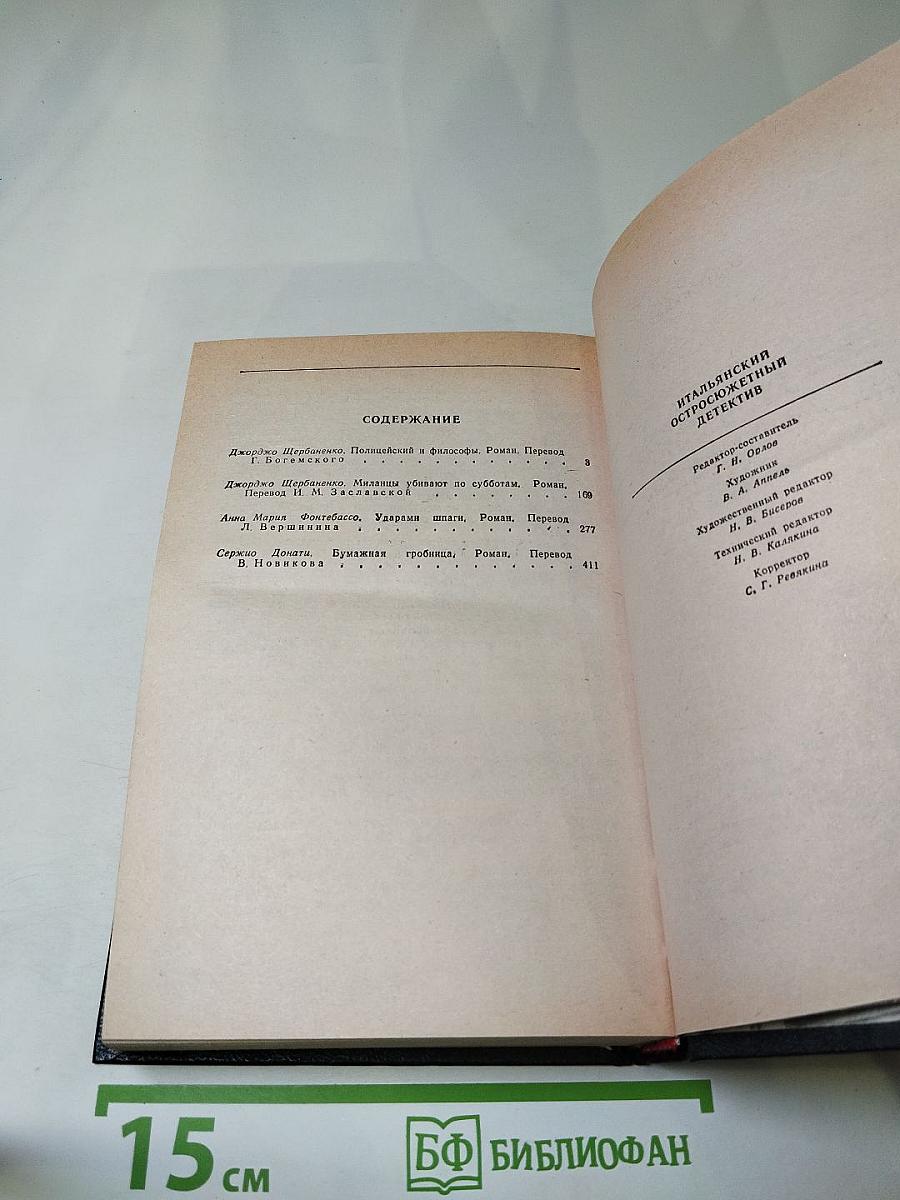 СОДЕРЖАНИЕ
Джорджо Щербаненко. Полицейский и философы. Роман. Перевод
Г. Богемского . . . . . . . . . . . . 3
Джорджо Щербаненко. Миланцы убивают по субботам. Роман.
Перевод И. М. Заславской . . . . . . . . 169
Анна Мария Фонтебассо. Ударами шпаги. Роман. Перевод
Л. Вершинина . . . . . . . . . . . . 277
Сержио Донати. Бумажная гробница. Роман. Перевод
В. Новикова . . . . . . . . . . . . . 411
ИТАЛЬЯНСКИЙ
ОСТРОСЮЖЕТНЫЙ
ДЕТЕКТИВ
Редактор-составитель
Г. Н. Орлов
Художник
В. А. Аппель
Художественный редактор
Н. В. Бисеров
Технический редактор
Н. В. Калякина
Корректор
С. Г. Ревякина
15 см
БФ БИБЛИОФАН